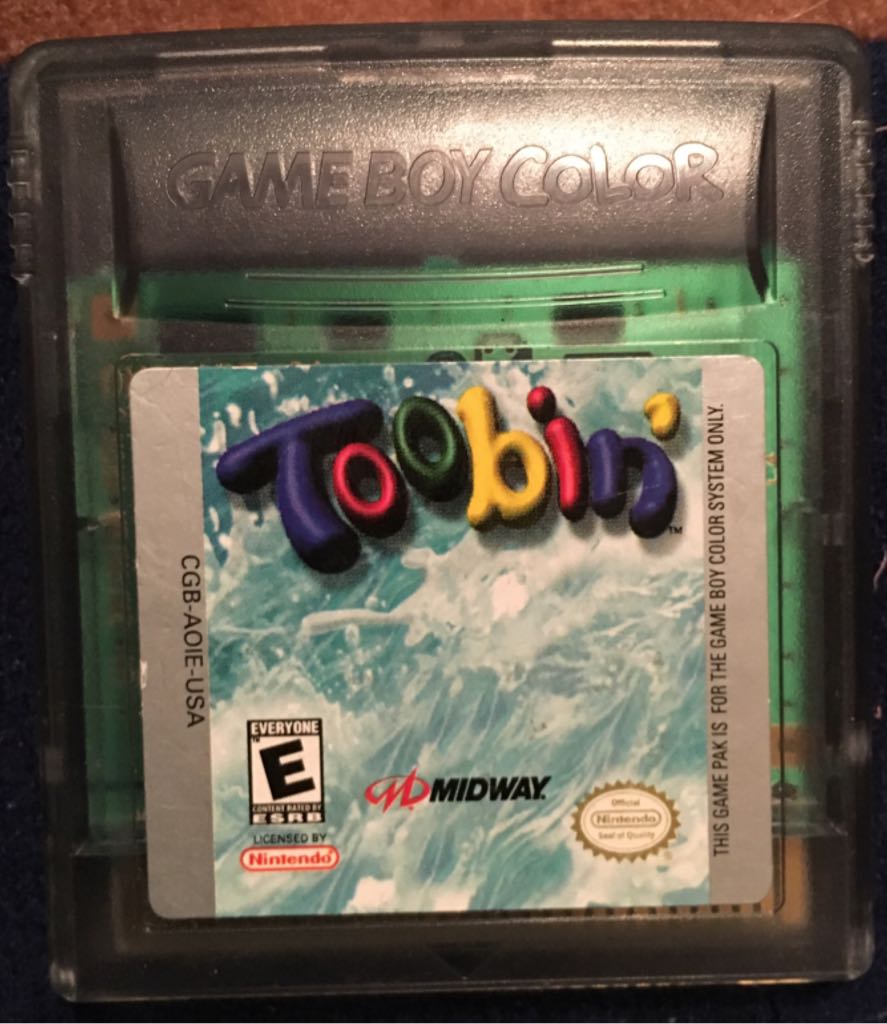 GAME BOY COLOR
Toobin'
TM
CGB-AOIE-USA
THIS GAME PAK IS FOR THE GAME BOY COLOR SYSTEM ONLY.
EVERYONE
E
CONTENT RATED BY
ESRB
LICENSED BY
Nintendo
MIDWAY
Official
Nintendo
Seal of Quality